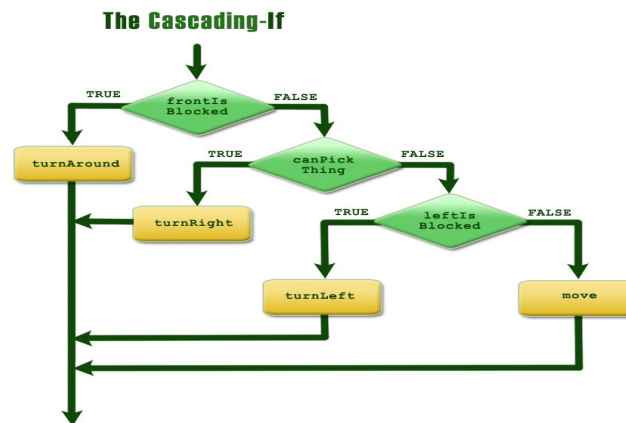 The Cascading-If
TRUE
frontIs
Blocked
FALSE
turnAround
TRUE
canPick
Thing
FALSE
turnRight
TRUE
leftIs
Blocked
FALSE
turnLeft
move